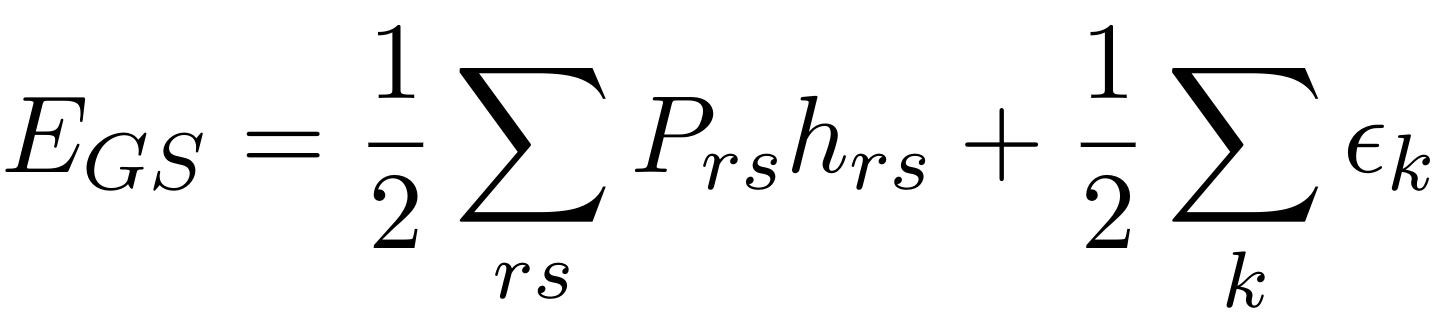 E_{GS} = \frac{1}{2} \sum_{rs} P_{rs} h_{rs} + \frac{1}{2} \sum_{k} \epsilon_k